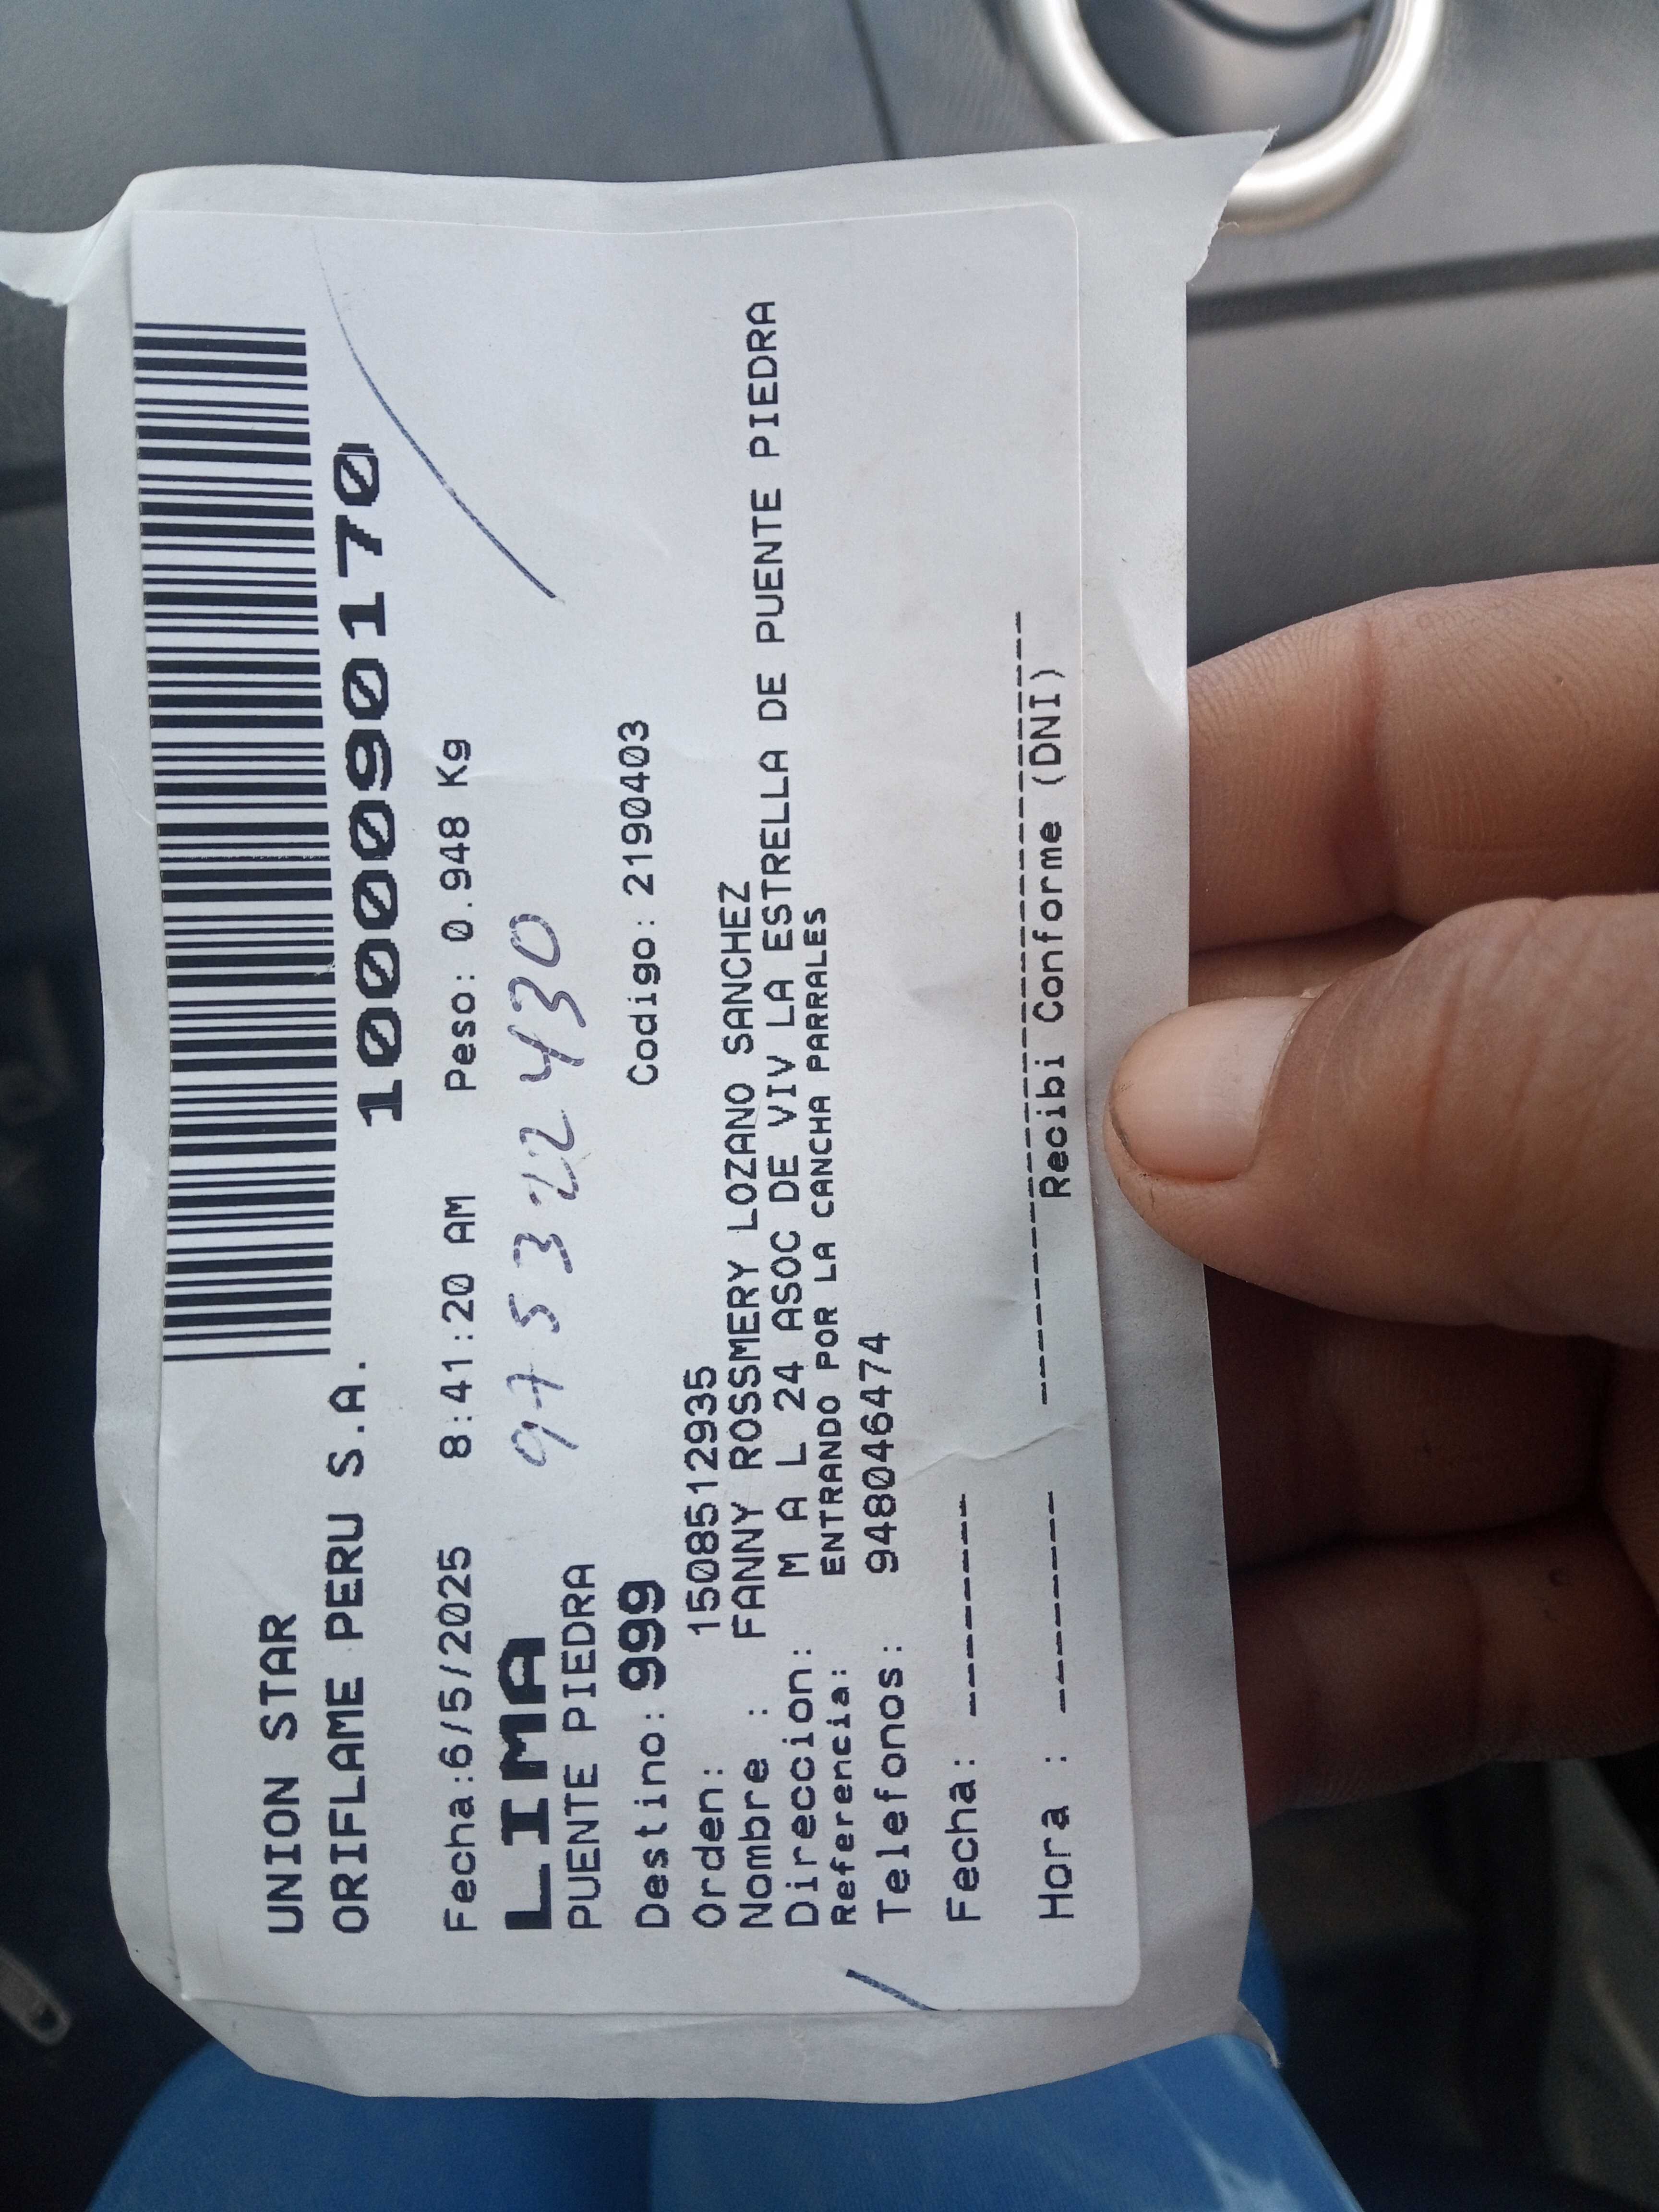 UNION STAR
ORIFLAME PERU S.A.
1000090170
Fecha:6/5/2025 8:41:20 AM Peso: 0.948 Kg
LIMA 975322430
PUENTE PIEDRA
Destino: 999 Codigo: 2190403
Orden: 1508512935
Nombre : FANNY ROSSMERY LOZANO SANCHEZ
Direccion: M A L 24 ASOC DE VIV LA ESTRELLA DE PUENTE PIEDRA
Referencia: ENTRANDO POR LA CANCHA PARRALES
Telefonos: 948046474
Fecha: ------
Hora : ------
Recibi Conforme (DNI)